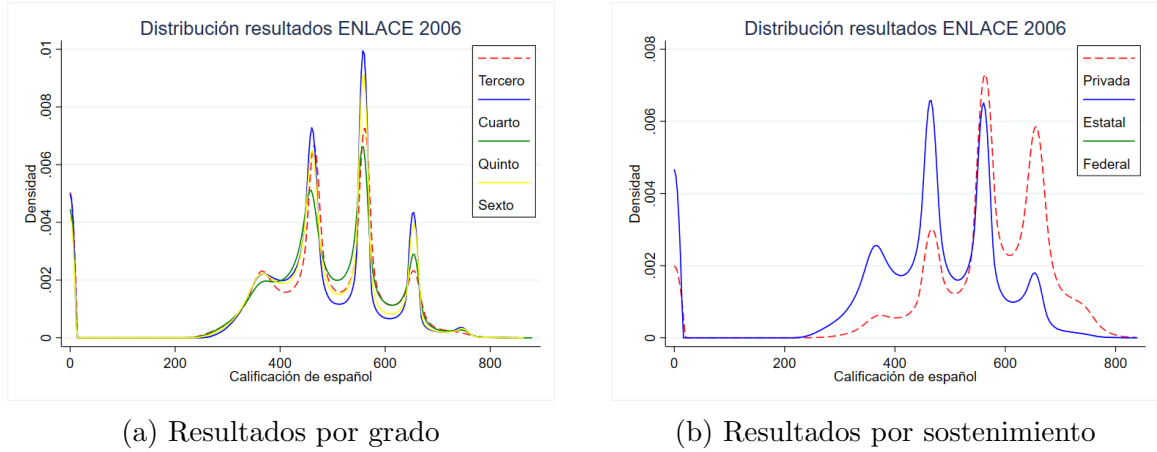 Distribución resultados ENLACE 2006
.01
.008
.006
.004
.002
0
Densidad
Tercero
Cuarto
Quinto
Sexto
0 200 400 600 800
Calificación de español
(a) Resultados por grado
Distribución resultados ENLACE 2006
.008
.006
.004
.002
0
Densidad
Privada
Estatal
Federal
0 200 400 600 800
Calificación de español
(b) Resultados por sostenimiento